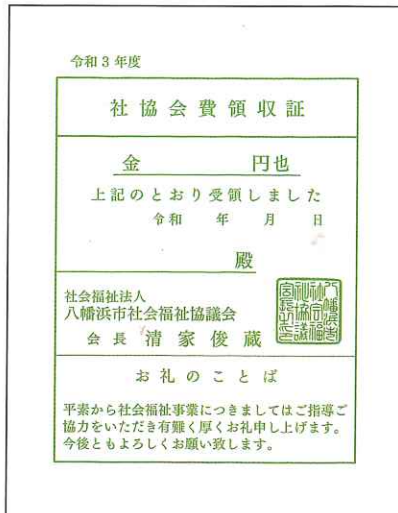 令和3年度
社協会費領収証
金 円也
上記のとおり受領しました
令和 年 月 日
殿
社会福祉法人
八幡浜市社会福祉協議会
会長 清家俊蔵
お礼のことば
平素から社会福祉事業につきましてはご指導ご
協力をいただき有難く厚くお礼申し上げます。
今後ともよろしくお願い致します。